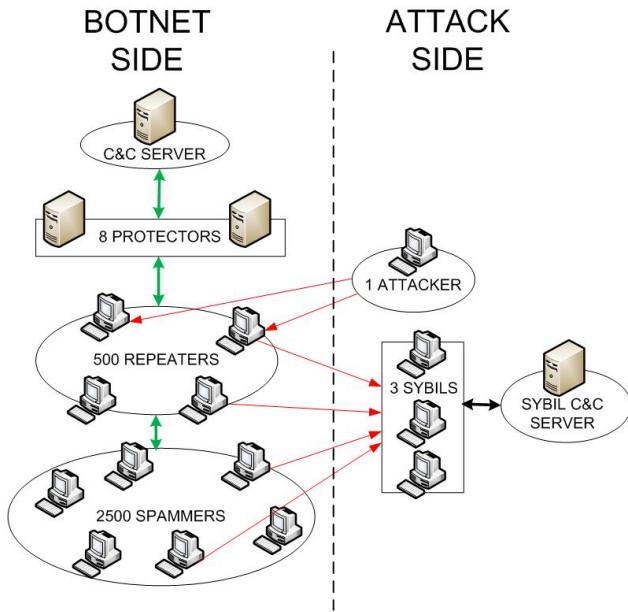 BOTNET
SIDE
ATTACK
SIDE
C&C SERVER
8 PROTECTORS
1 ATTACKER
500 REPEATERS
3 SYBILS
SYBIL C&C
SERVER
2500 SPAMMERS